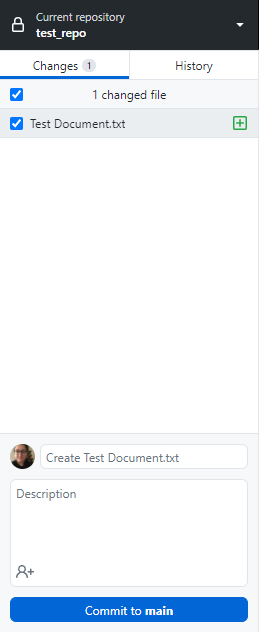 Current repository
test_repo
Changes 1
History
1 changed file
Test Document.txt
Create Test Document.txt
Description
Commit to main